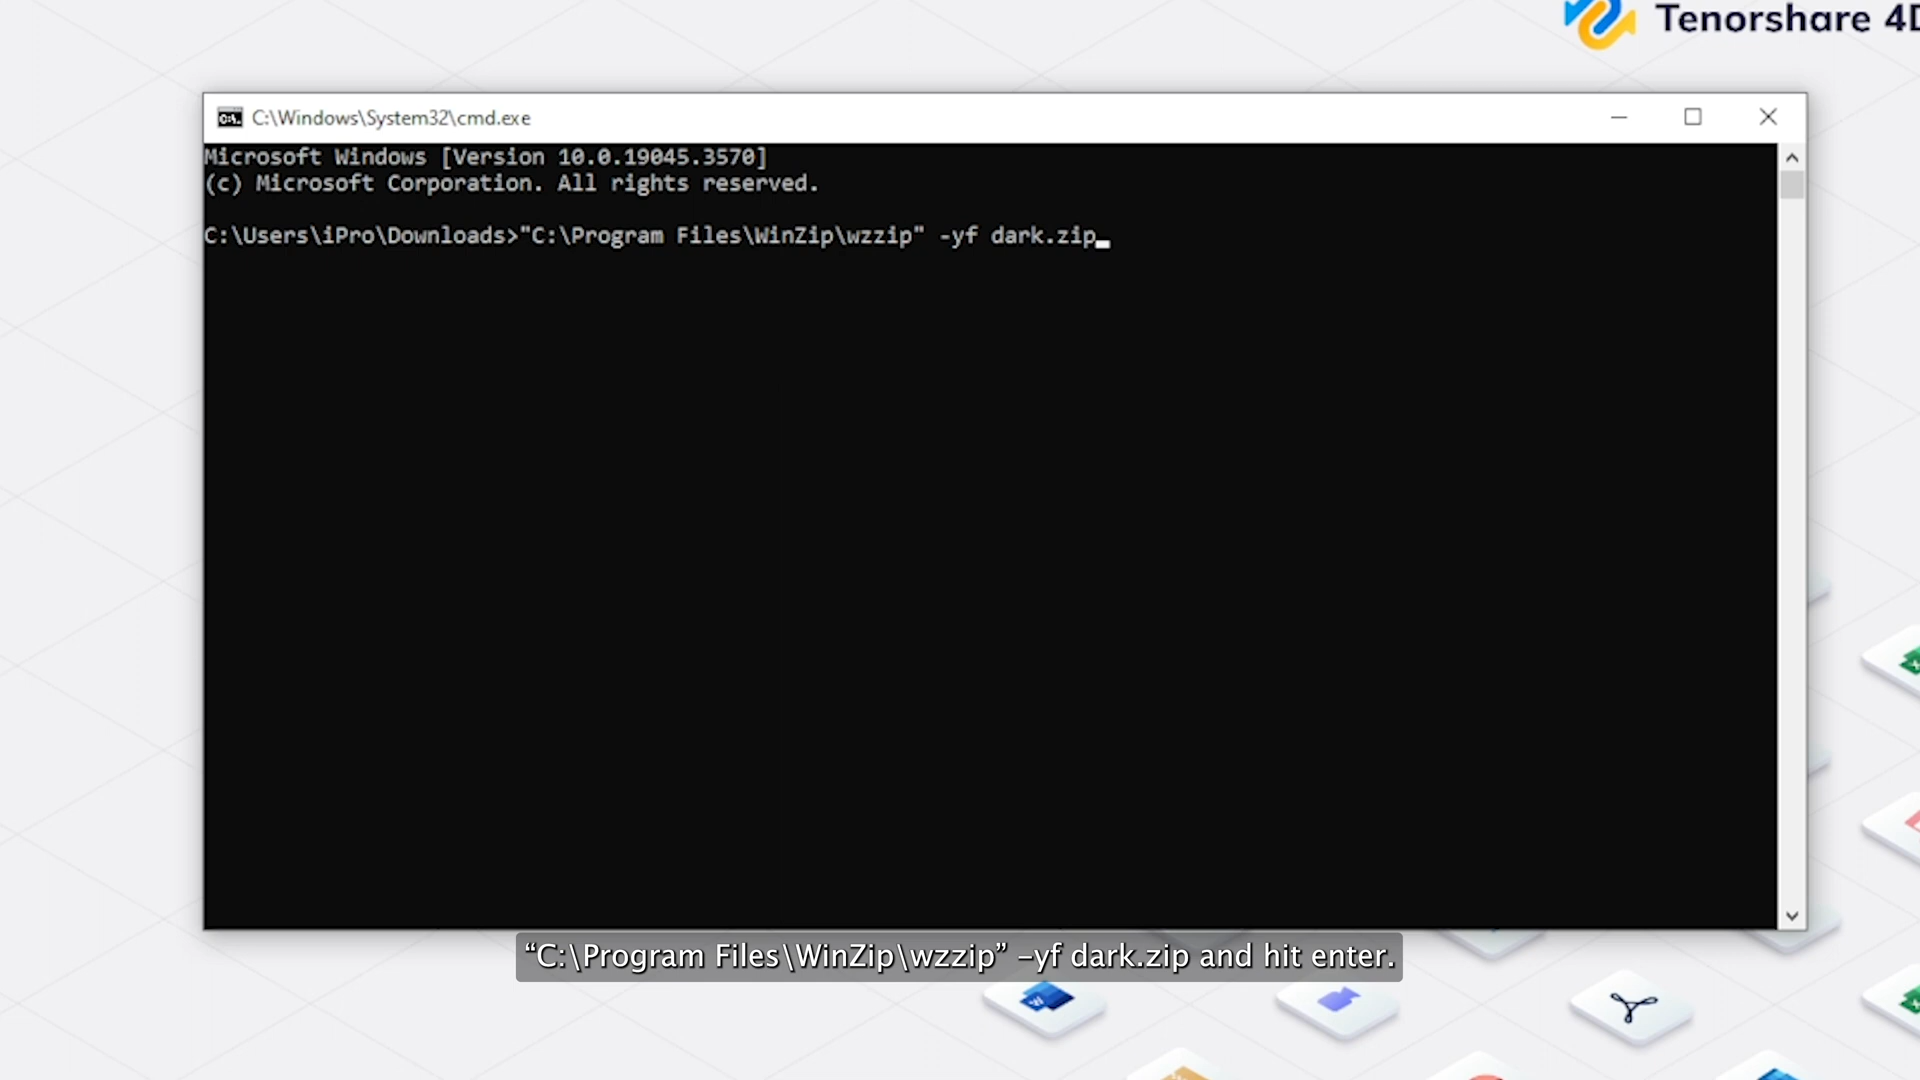 Tenorshare 4D
C:\Windows\System32\cmd.exe
Microsoft Windows [Version 10.0.19045.3570]
(c) Microsoft Corporation. All rights reserved.
C:\Users\iPro\Downloads>"C:\Program Files\WinZip\wzzip" -yf dark.zip
“C:\Program Files\WinZip\wzzip” –yf dark.zip and hit enter.